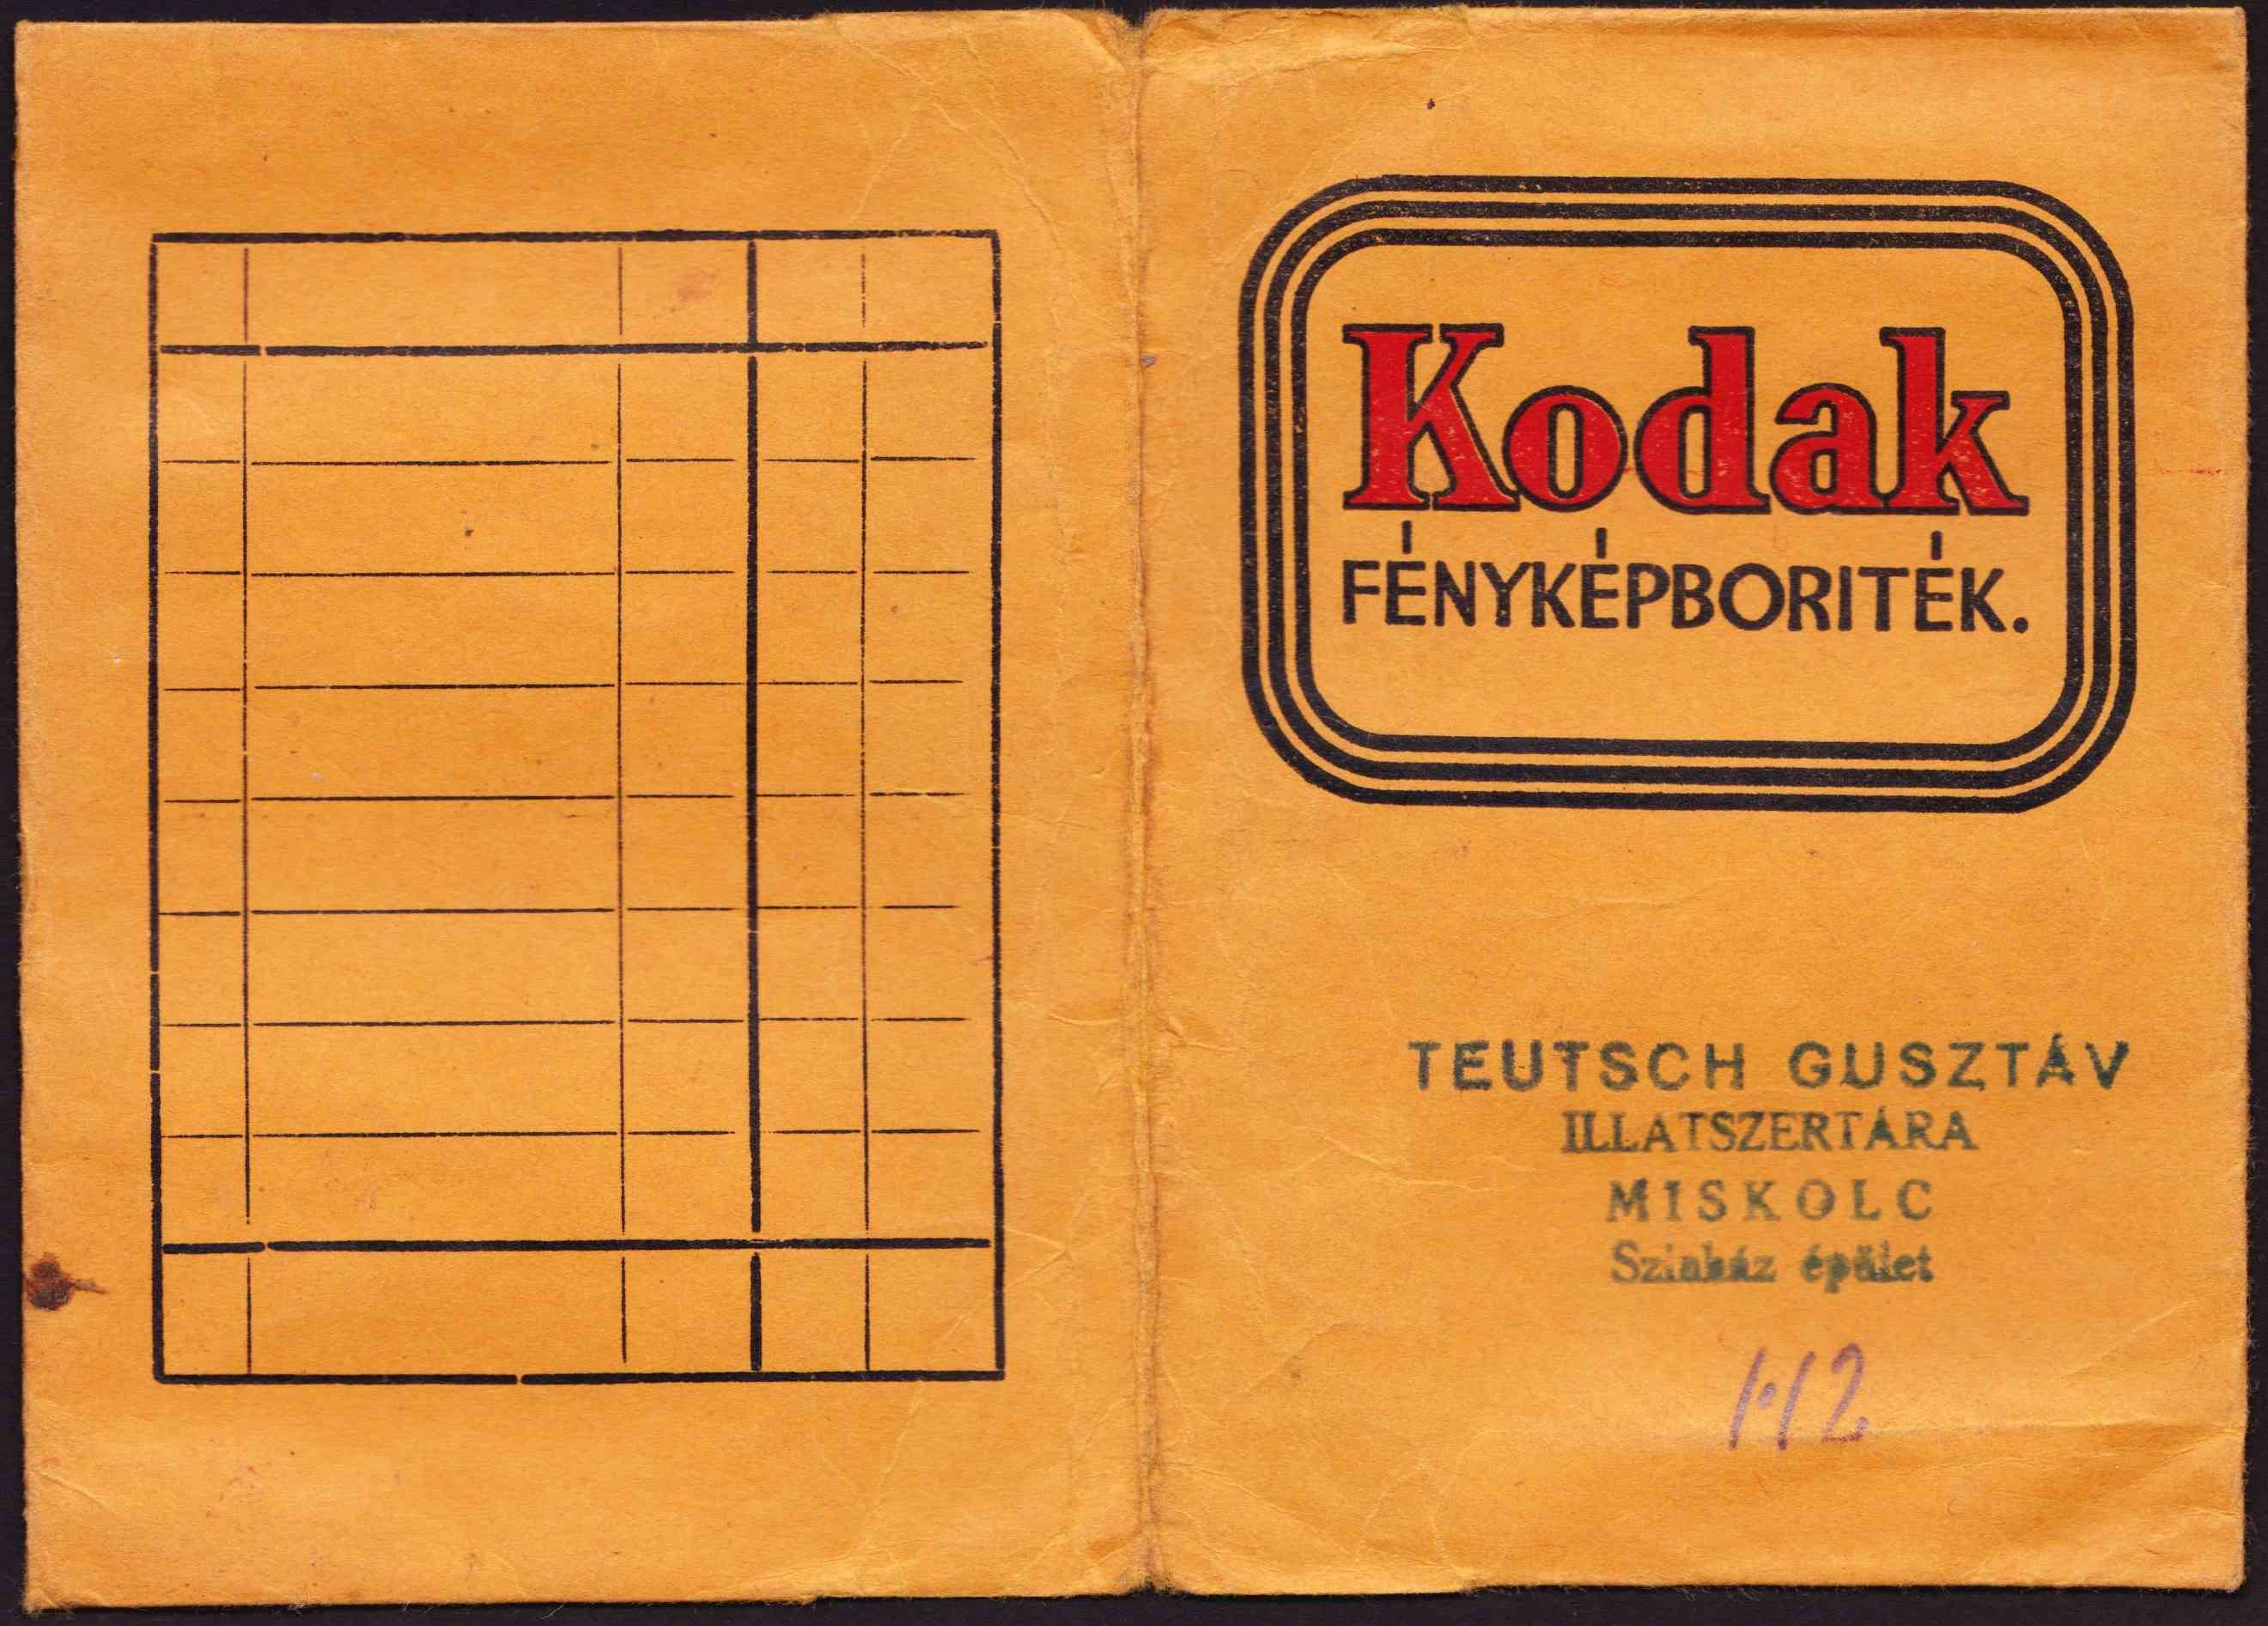 Kodak
FÉNYKÉPBORITÉK.
TEUTSCH GUSZTÁV
ILLATSZERTÁRA
MISKOLC
Szinház épület
1·12